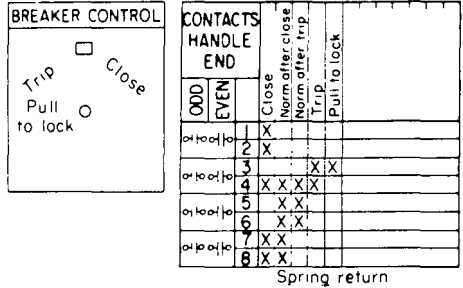 BREAKER CONTROL
Trip
Close
Pull
to lock
CONTACTS
HANDLE
END
ODD
EVEN
Close
Norm after close
Norm after trip
Trip
Pull to lock
1 X
2 X
3 X X
4 X X X X
5 X X
6 X X
7 X X
8 X X
Spring return